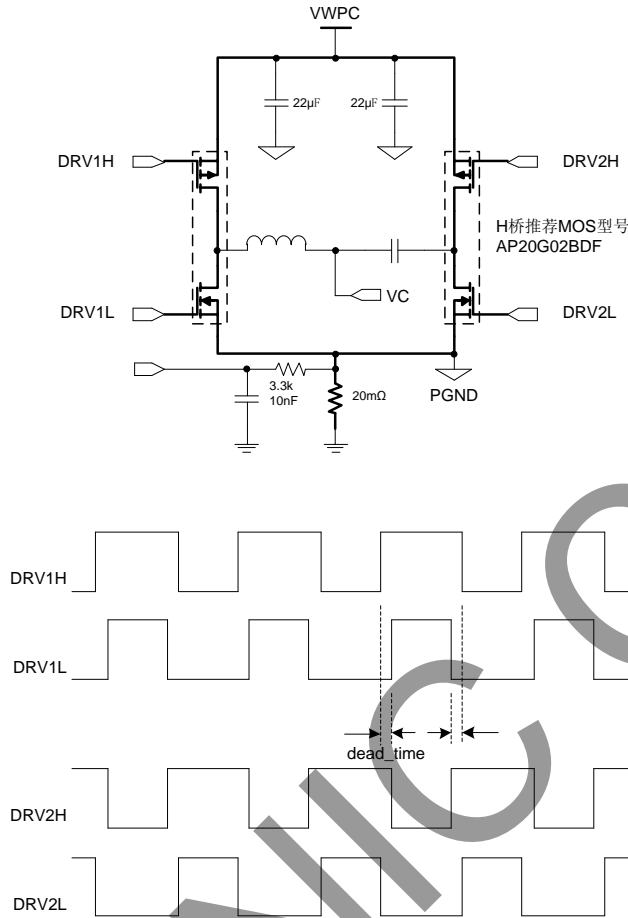 VWPC
22μF
22μF
DRV1H
DRV2H
H桥推荐MOS型号
AP20G02BDF
DRV1L
VC
DRV2L
3.3k
10nF
20mΩ
PGND
DRV1H
DRV1L
dead_time
DRV2H
DRV2L